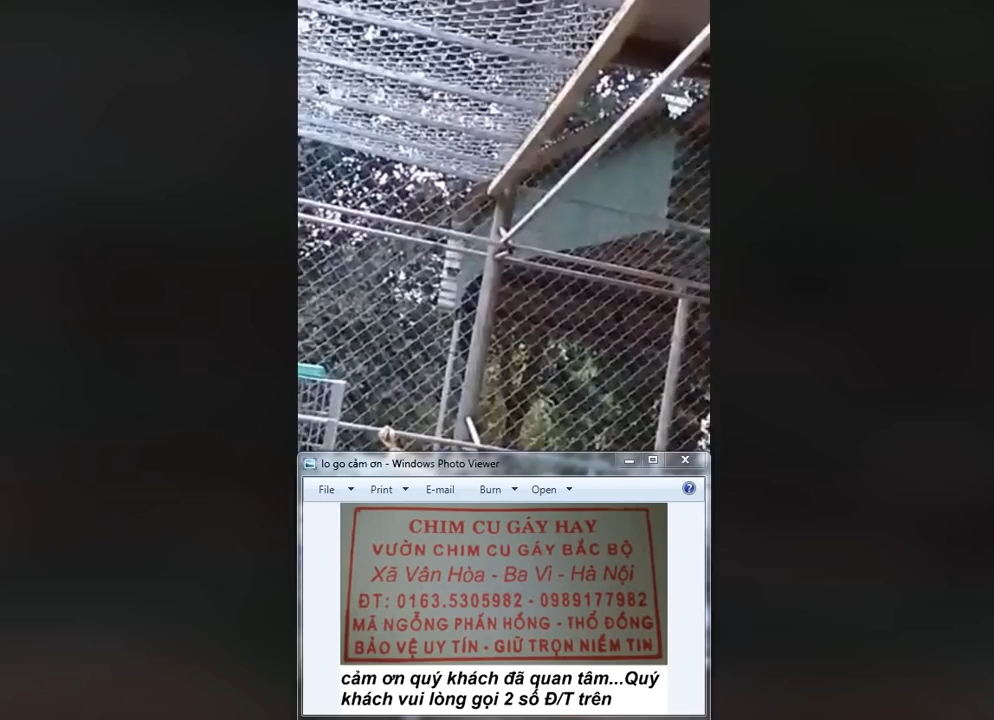 lo go cảm ơn - Windows Photo Viewer
File Print E-mail Burn Open
CHIM CU GÁY HAY
VƯỜN CHIM CU GÁY BẮC BỘ
Xã Vân Hòa - Ba Vì - Hà Nội
ĐT: 0163.5305982 - 0989177982
MÃ NGỖNG PHẤN HỒNG - THỔ ĐỒNG
BẢO VỆ UY TÍN - GIỮ TRỌN NIỀM TIN
cảm ơn quý khách đã quan tâm...Quý
khách vui lòng gọi 2 số Đ/T trên